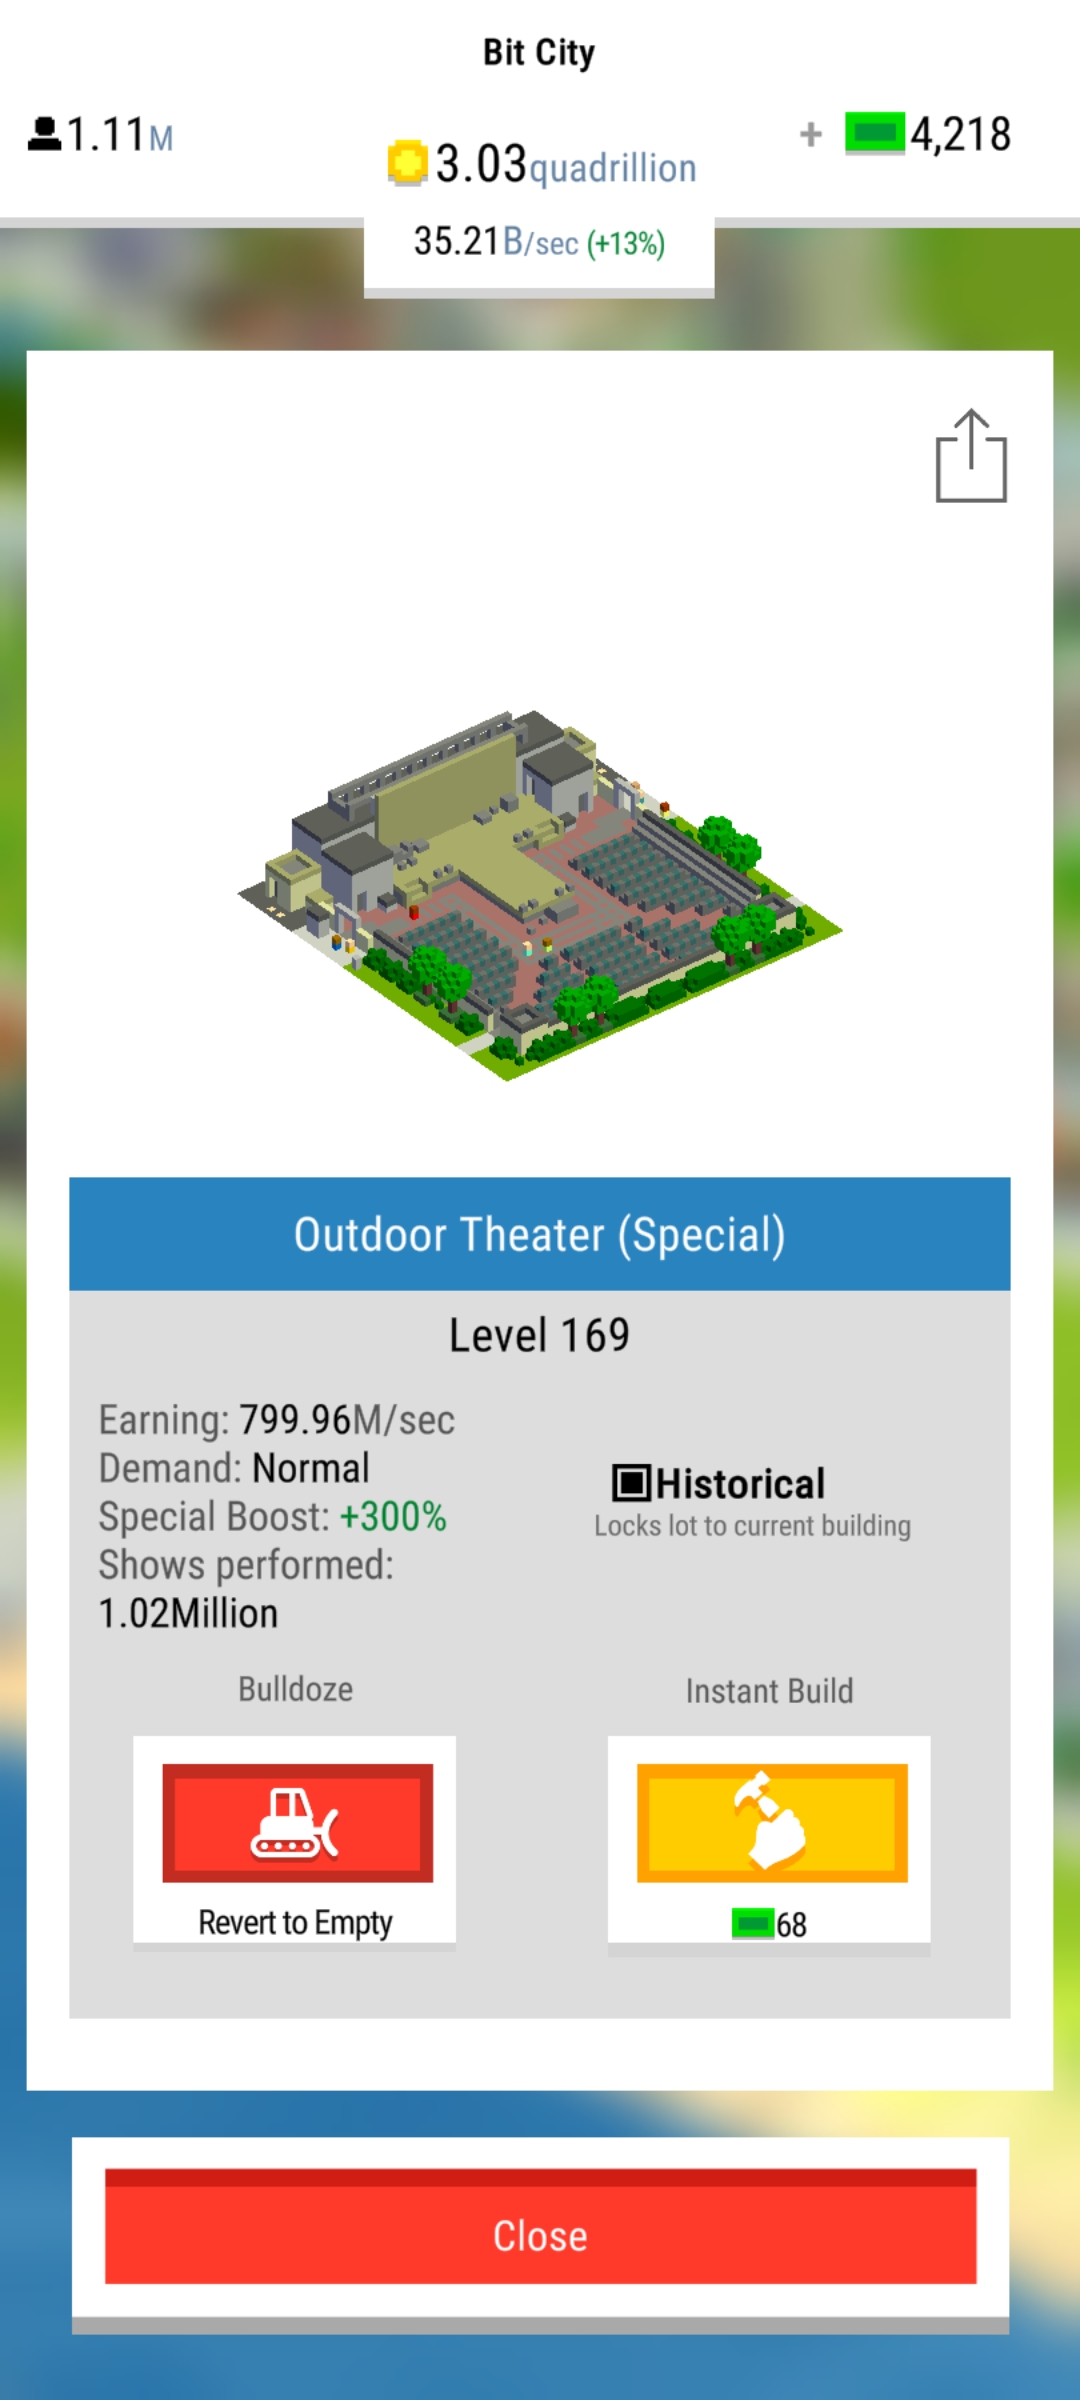 Bit City
1.11M
3.03quadrillion
+ 4,218
35.21B/sec (+13%)
Outdoor Theater (Special)
Level 169
Earning: 799.96M/sec
Demand: Normal
Special Boost: +300%
Shows performed:
1.02Million
Historical
Locks lot to current building
Bulldoze
Instant Build
Revert to Empty
68
Close